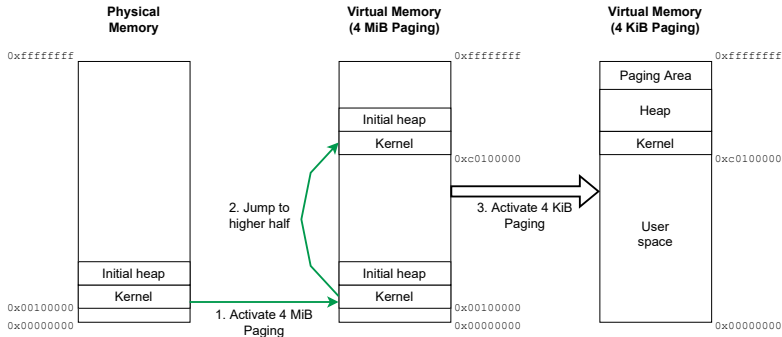 Physical
Memory
0xffffffff
Initial heap
Kernel
0x00100000
0x00000000
1. Activate 4 MiB
Paging
2. Jump to
higher half
Virtual Memory
(4 MiB Paging)
0xffffffff
Initial heap
Kernel
0xc0100000
Initial heap
Kernel
0x00100000
0x00000000
3. Activate 4 KiB
Paging
Virtual Memory
(4 KiB Paging)
0xffffffff
Paging Area
Heap
Kernel
0xc0100000
User
space
0x00000000